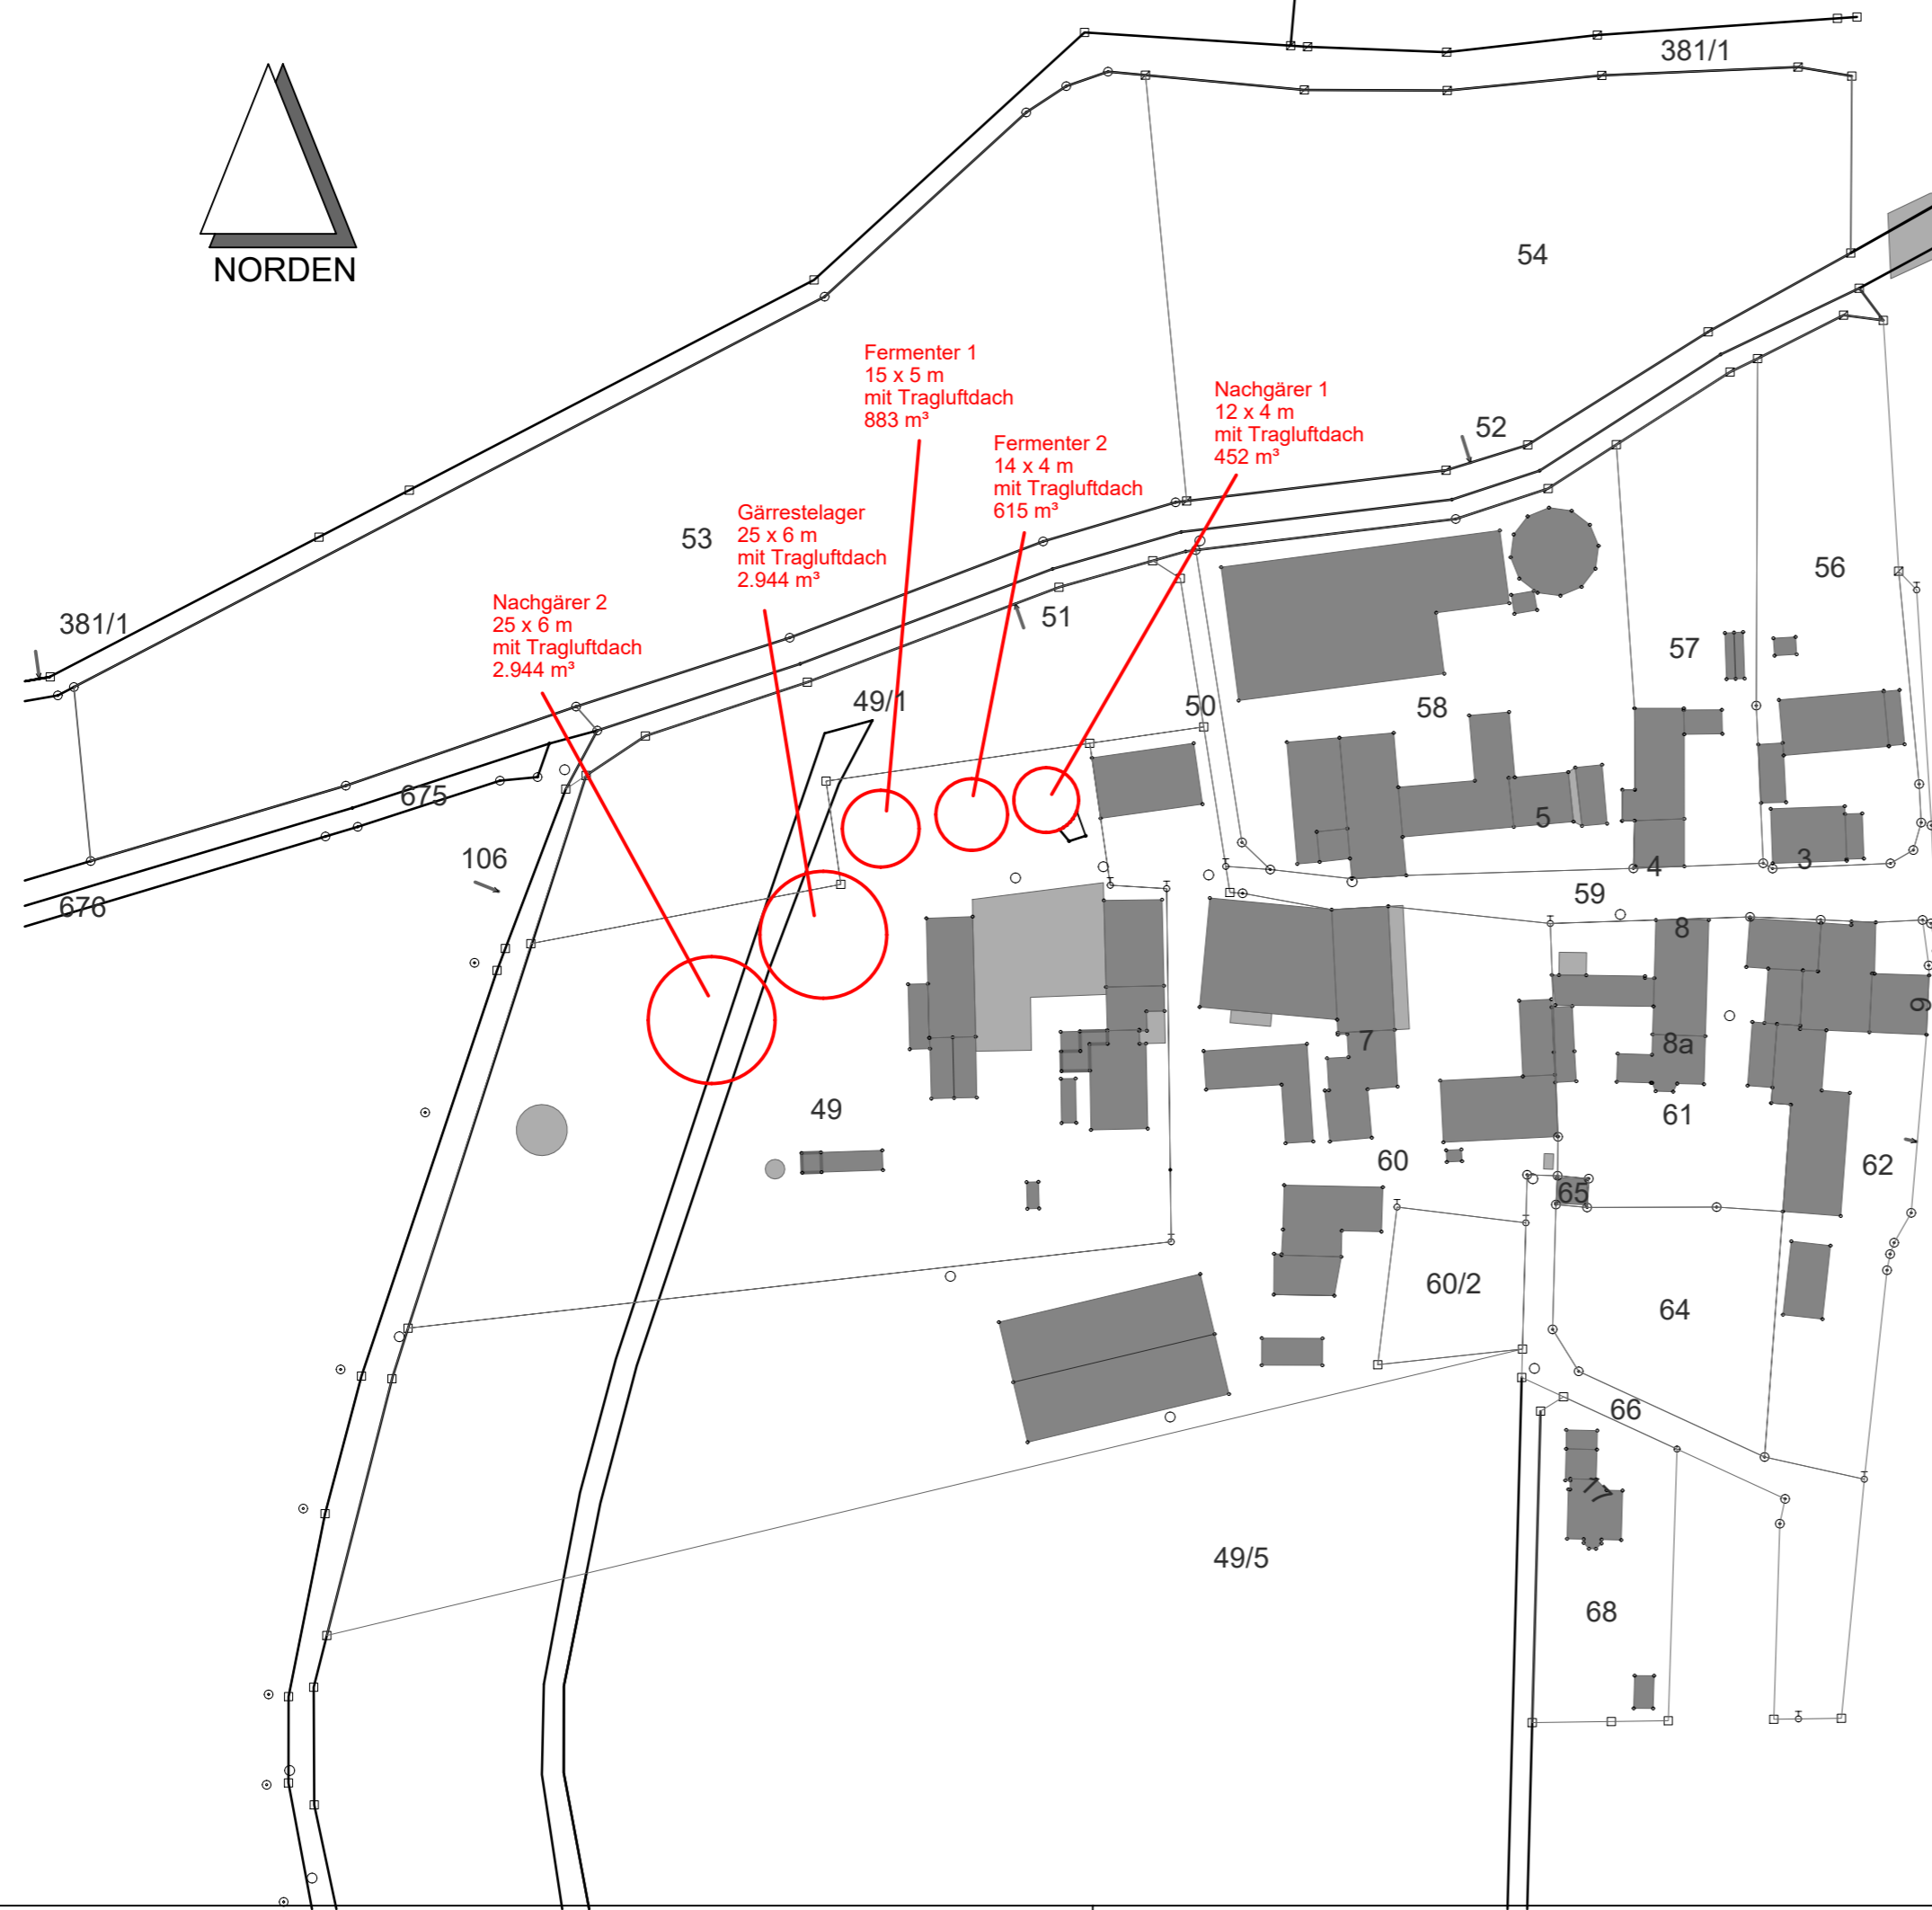 381/1
NORDEN
54
Fermenter 1
15 x 5 m
mit Tragluftdach
883 m³
Nachgärer 1
12 x 4 m
mit Tragluftdach
452 m³
52
Fermenter 2
14 x 4 m
mit Tragluftdach
615 m³
Gärrestelager
25 x 6 m
mit Tragluftdach
2.944 m³
53
56
Nachgärer 2
25 x 6 m
mit Tragluftdach
2.944 m³
381/1
51
57
49/1
50
58
675
5
106
4
3
59
676
8
9
7
8a
49
61
60
62
65
60/2
64
66
17
49/5
68